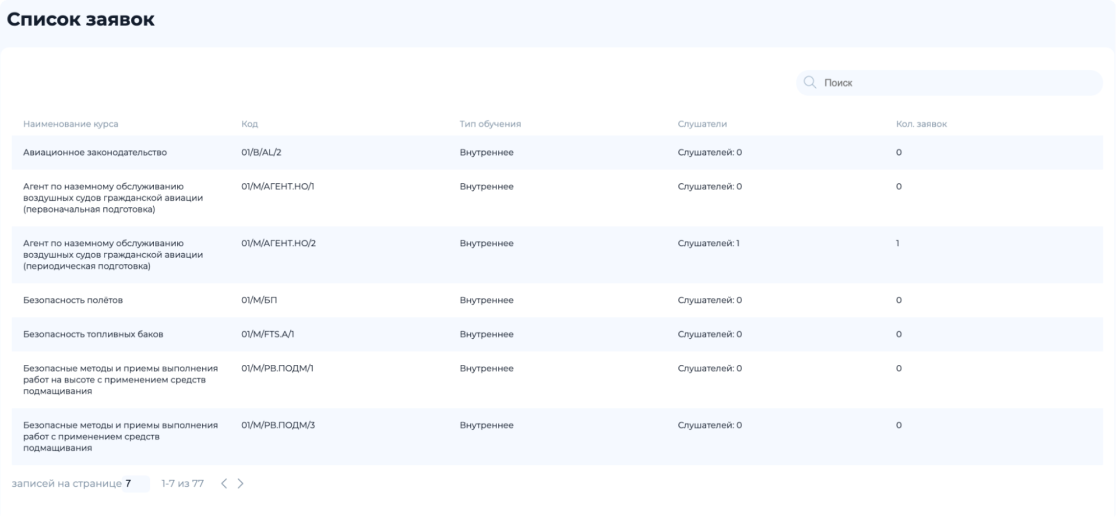 Список заявок
Поиск
Наименование курса Код Тип обучения Слушатели Кол. заявок
Авиационное законодательство 01/B/AL/2 Внутреннее Слушателей: 0 0
Агент по наземному обслуживанию 01/М/АГЕНТ.НО/1 Внутреннее Слушателей: 0 0
воздушных судов гражданской авиации
(первоначальная подготовка)
Агент по наземному обслуживанию 01/М/АГЕНТ.НО/2 Внутреннее Слушателей: 1 1
воздушных судов гражданской авиации
(периодическая подготовка)
Безопасность полётов 01/М/БП Внутреннее Слушателей: 0 0
Безопасность топливных баков 01/M/FTS.A/1 Внутреннее Слушателей: 0 0
Безопасные методы и приемы выполнения 01/М/РВ.ПОДМ/1 Внутреннее Слушателей: 0 0
работ на высоте с применением средств
подмащивания
Безопасные методы и приемы выполнения 01/М/РВ.ПОДМ/3 Внутреннее Слушателей: 0 0
работ с применением средств
подмащивания
записей на странице 7 1-7 из 77